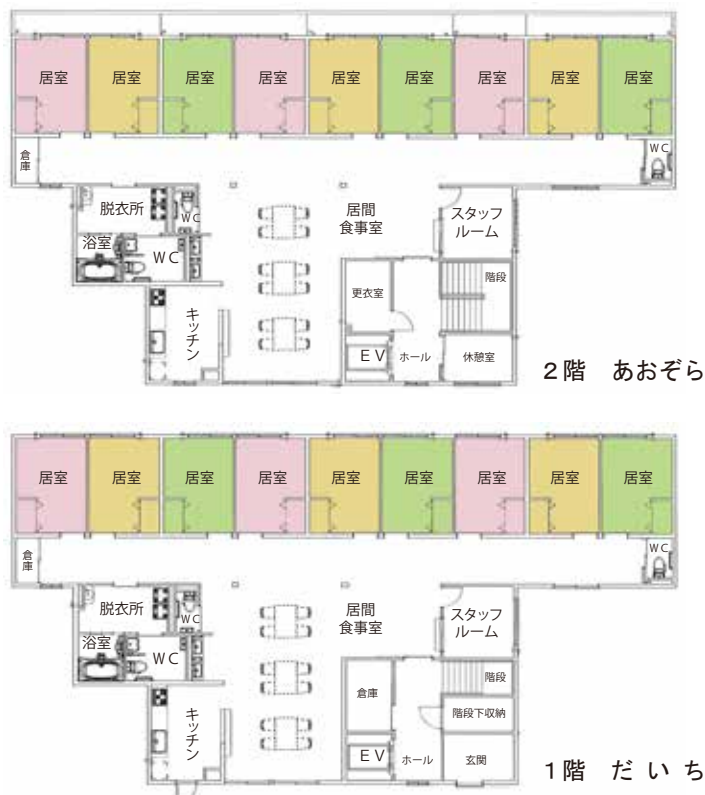 居室 居室 居室 居室 居室 居室 居室 居室 居室
倉庫
WC
脱衣所
WC
居間
食事室
スタッフ
ルーム
浴室
WC
更衣室
階段
キッチン
EV
ホール
休憩室
2階 あおぞら
居室 居室 居室 居室 居室 居室 居室 居室 居室
倉庫
WC
脱衣所
WC
居間
食事室
スタッフ
ルーム
浴室
WC
倉庫
階段
キッチン
階段下収納
EV
ホール
玄関
1階 だいち